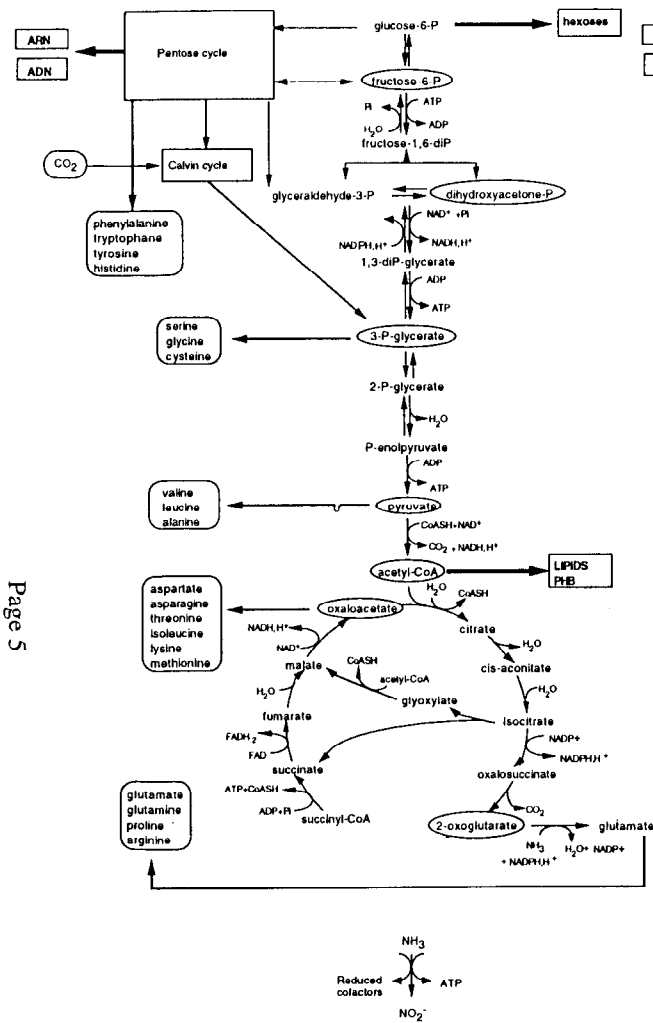 glucose-6-P
hexoses
ARN
ADN
Pentose cycle
fructose-6-P
Pi
ATP
H2O
ADP
fructose-1,6-diP
CO2
Calvin cycle
glyceraldehyde-3-P
dihydroxyacetone-P
NAD+ +Pi
NADPH,H+
NADH,H+
phenylalanine
tryptophane
tyrosine
histidine
1,3-diP-glycerate
ADP
ATP
serine
glycine
cysteine
3-P-glycerate
2-P-glycerate
H2O
P-enolpyruvate
ADP
ATP
valine
leucine
alanine
pyruvate
CoASH+NAD+
CO2 + NADH,H+
acetyl-CoA
LIPIDS
PHB
Page 5
aspartate
asparagine
threonine
isoleucine
lysine
methionine
oxaloacetate
H2O
CoASH
citrate
NADH,H+
NAD+
H2O
malate
CoASH
acetyl-CoA
cis-aconitate
H2O
glyoxylate
H2O
fumarate
isocitrate
FADH2
FAD
NADP+
NADPH,H+
succinate
oxalosuccinate
ATP+CoASH
ADP+Pi
succinyl-CoA
CO2
glutamate
glutamine
proline
arginine
2-oxoglutarate
glutamate
NH3
+ NADPH,H+
H2O+ NADP+
NH3
Reduced
cofactors
ATP
NO2-